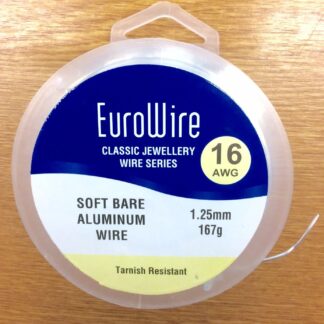 EuroWire
CLASSIC JEWELLERY
WIRE SERIES
16
AWG
SOFT BARE
ALUMINUM
WIRE
1.25mm
167g
Tarnish Resistant